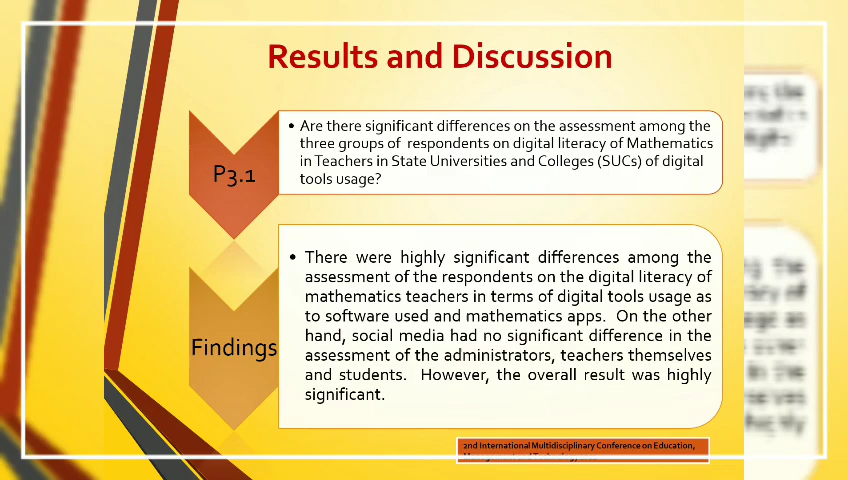 Results and Discussion
P3.1
• Are there significant differences on the assessment among the
three groups of respondents on digital literacy of Mathematics
in Teachers in State Universities and Colleges (SUCs) of digital
tools usage?
Findings
• There were highly significant differences among the
assessment of the respondents on the digital literacy of
mathematics teachers in terms of digital tools usage as
to software used and mathematics apps. On the other
hand, social media had no significant difference in the
assessment of the administrators, teachers themselves
and students. However, the overall result was highly
significant.
2nd International Multidisciplinary Conference on Education,